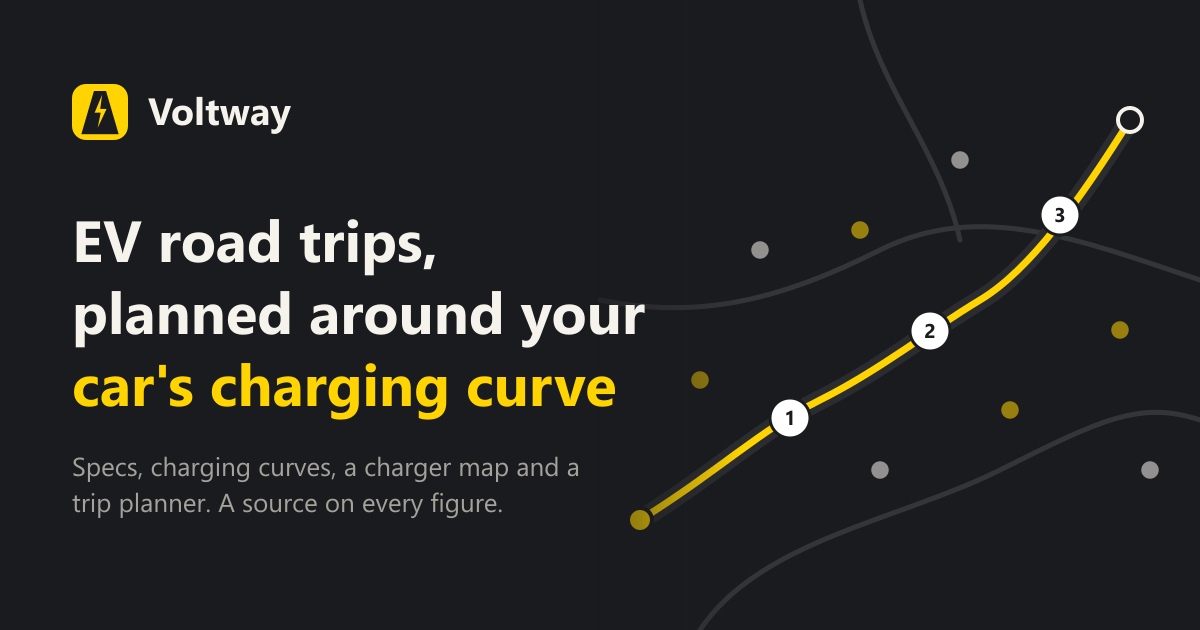 Voltway
EV road trips,
planned around your
car's charging curve
Specs, charging curves, a charger map and a
trip planner. A source on every figure.
3
2
1